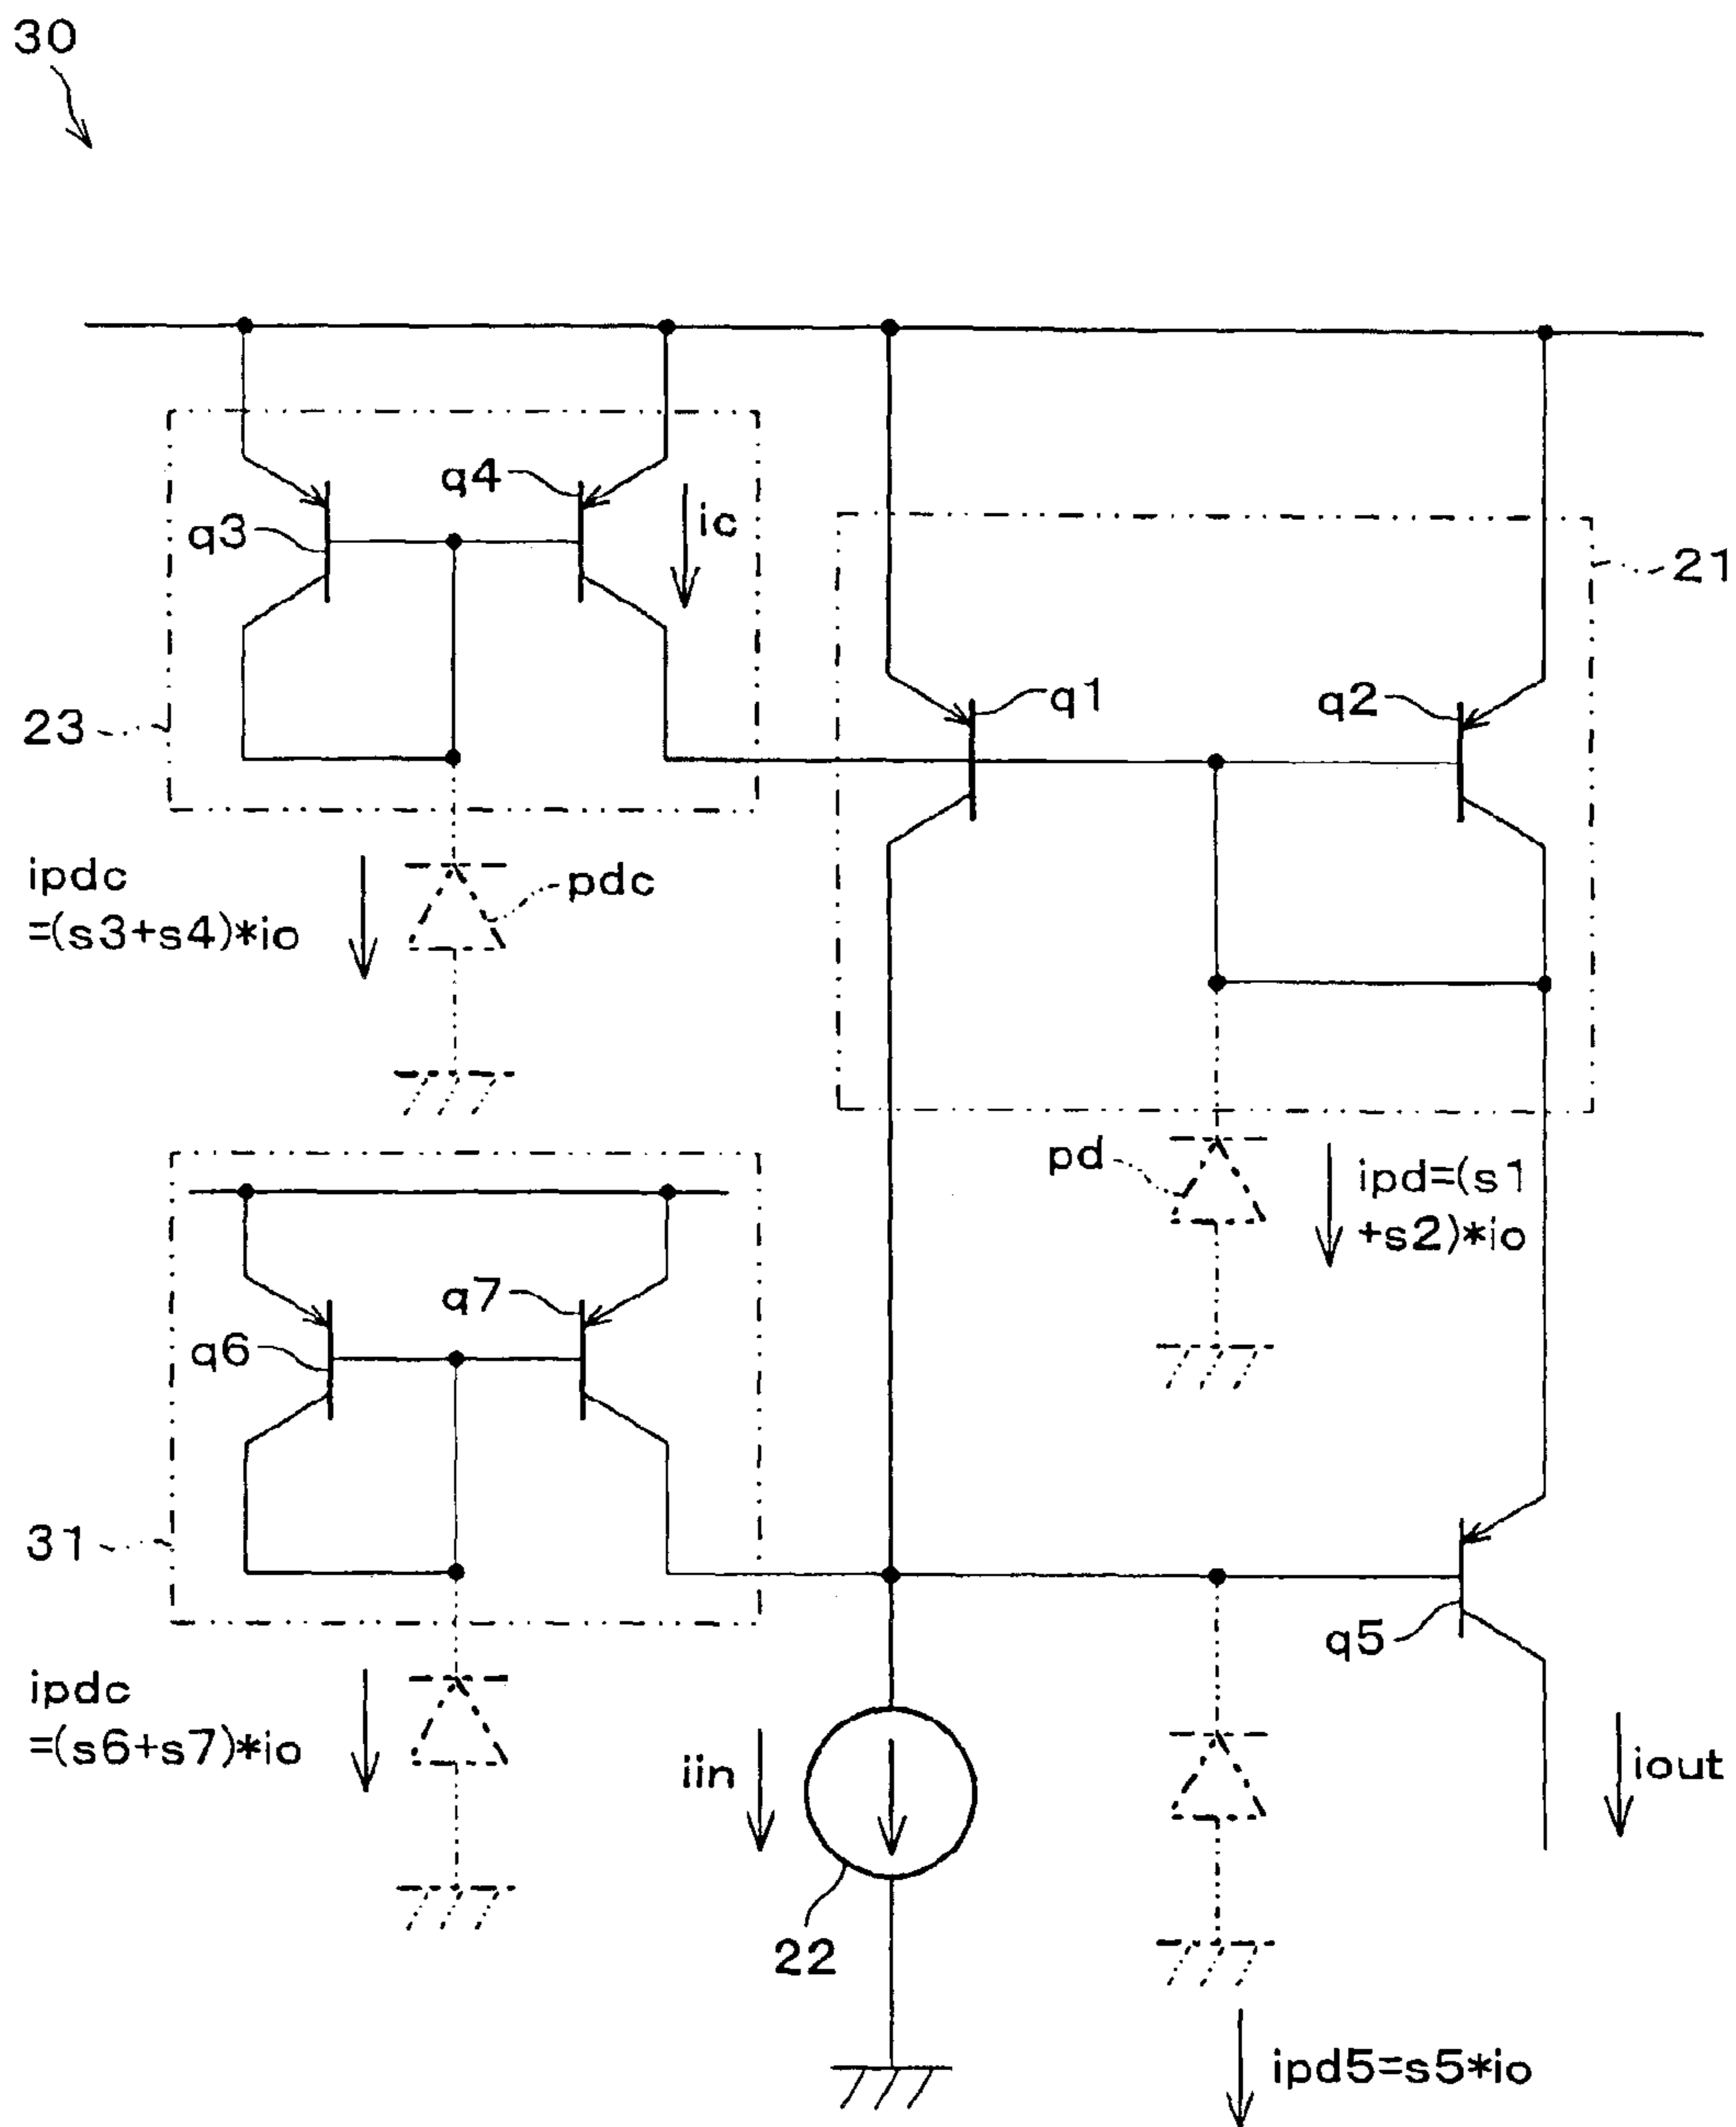 30
q4
ic
q3
21
q1
q2
23
ipdc
=(s3+s4)*io
pdc
pd
ipd=(s1
+s2)*io
q7
q6
31
q5
ipdc
=(s6+s7)*io
iin
iout
22
ipd5=s5*io